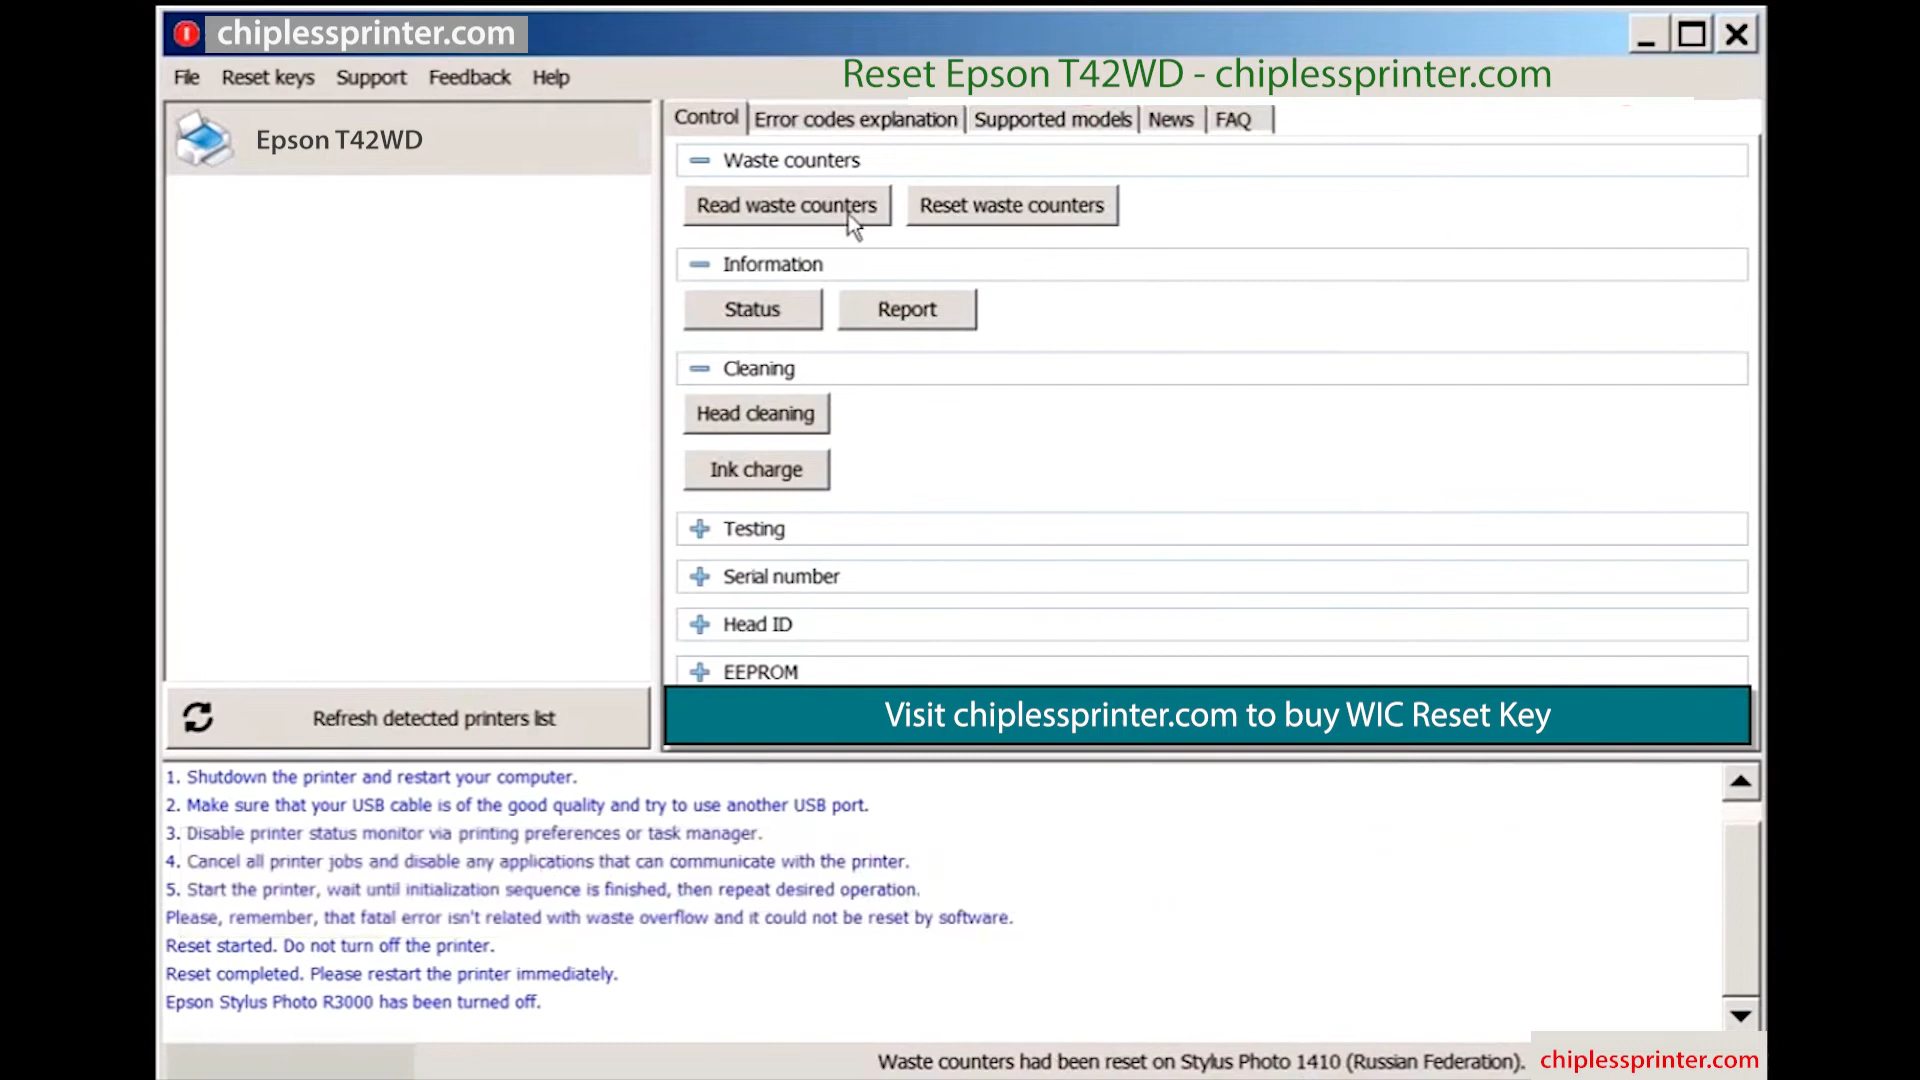 chiplessprinter.com
File Reset keys Support Feedback Help
Reset Epson T42WD - chiplessprinter.com
Epson T42WD
Control Error codes explanation Supported models News FAQ
Waste counters
Read waste counters Reset waste counters
Information
Status Report
Cleaning
Head cleaning
Ink charge
Testing
Serial number
Head ID
EEPROM
Refresh detected printers list
Visit chiplessprinter.com to buy WIC Reset Key
1. Shutdown the printer and restart your computer.
2. Make sure that your USB cable is of the good quality and try to use another USB port.
3. Disable printer status monitor via printing preferences or task manager.
4. Cancel all printer jobs and disable any applications that can communicate with the printer.
5. Start the printer, wait until initialization sequence is finished, then repeat desired operation.
Please, remember, that fatal error isn't related with waste overflow and it could not be reset by software.
Reset started. Do not turn off the printer.
Reset completed. Please restart the printer immediately.
Epson Stylus Photo R3000 has been turned off.
Waste counters had been reset on Stylus Photo 1410 (Russian Federation).
chiplessprinter.com